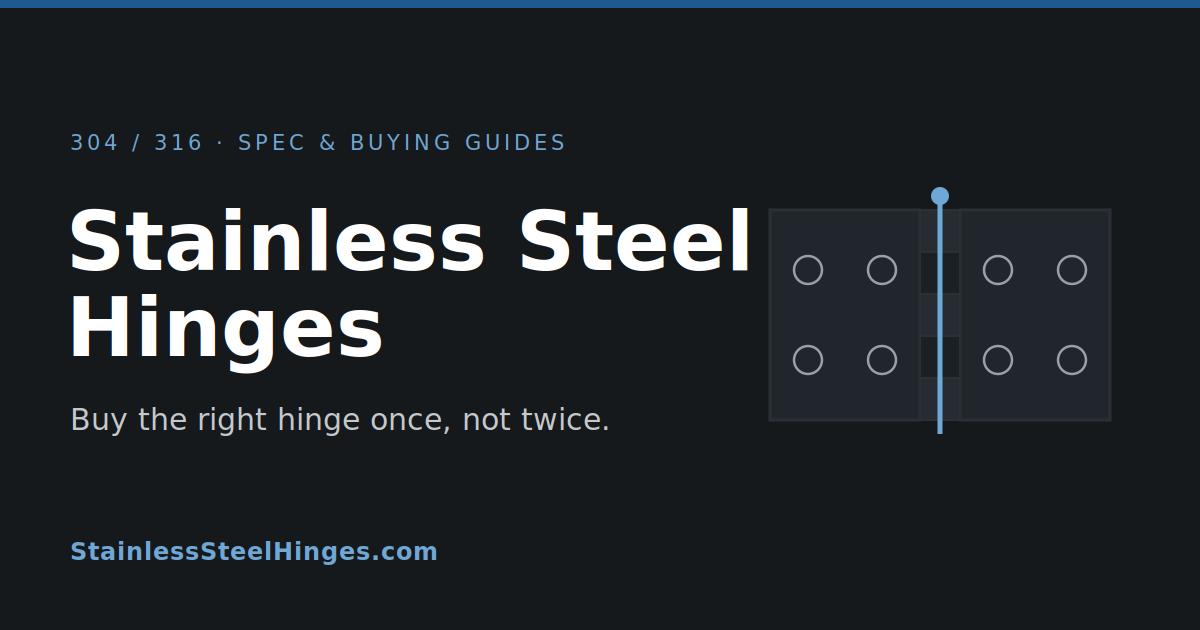 304 / 316 · SPEC & BUYING GUIDES
Stainless Steel
Hinges
Buy the right hinge once, not twice.
StainlessSteelHinges.com